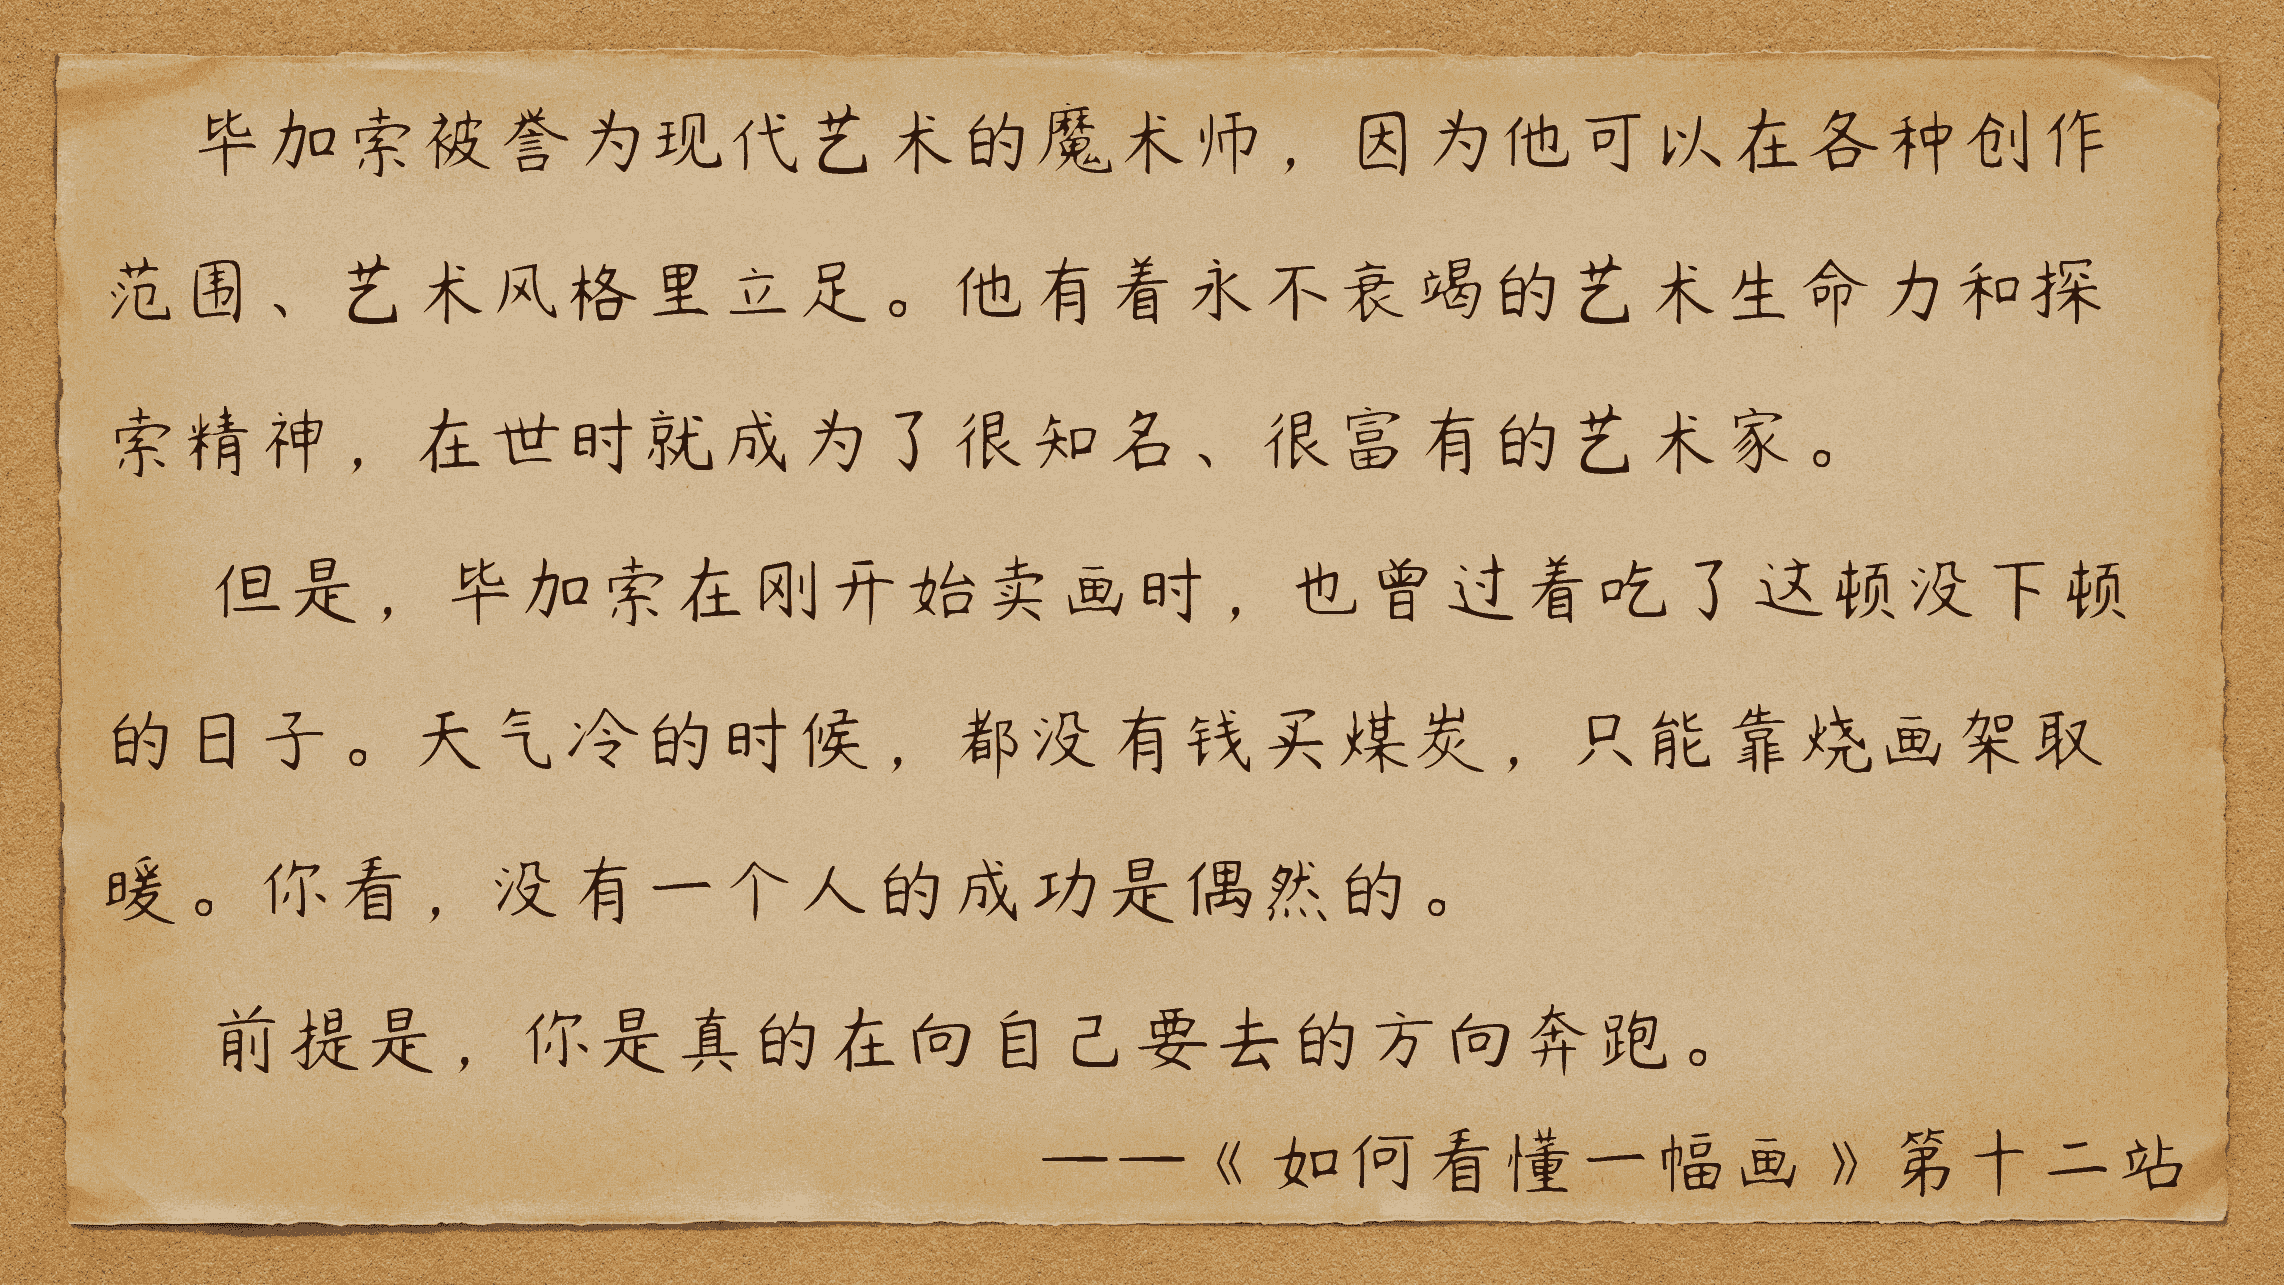 毕加索被誉为现代艺术的魔术师，因为他可以在各种创作
范围、艺术风格里立足。他有着永不衰竭的艺术生命力和探
索精神，在世时就成为了很知名、很富有的艺术家。
但是，毕加索在刚开始卖画时，也曾过着吃了这顿没下顿
的日子。天气冷的时候，都没有钱买煤炭，只能靠烧画架取
暖。你看，没有一个人的成功是偶然的。
前提是，你是真的在向自己要去的方向奔跑。
——《如何看懂一幅画》第十二站